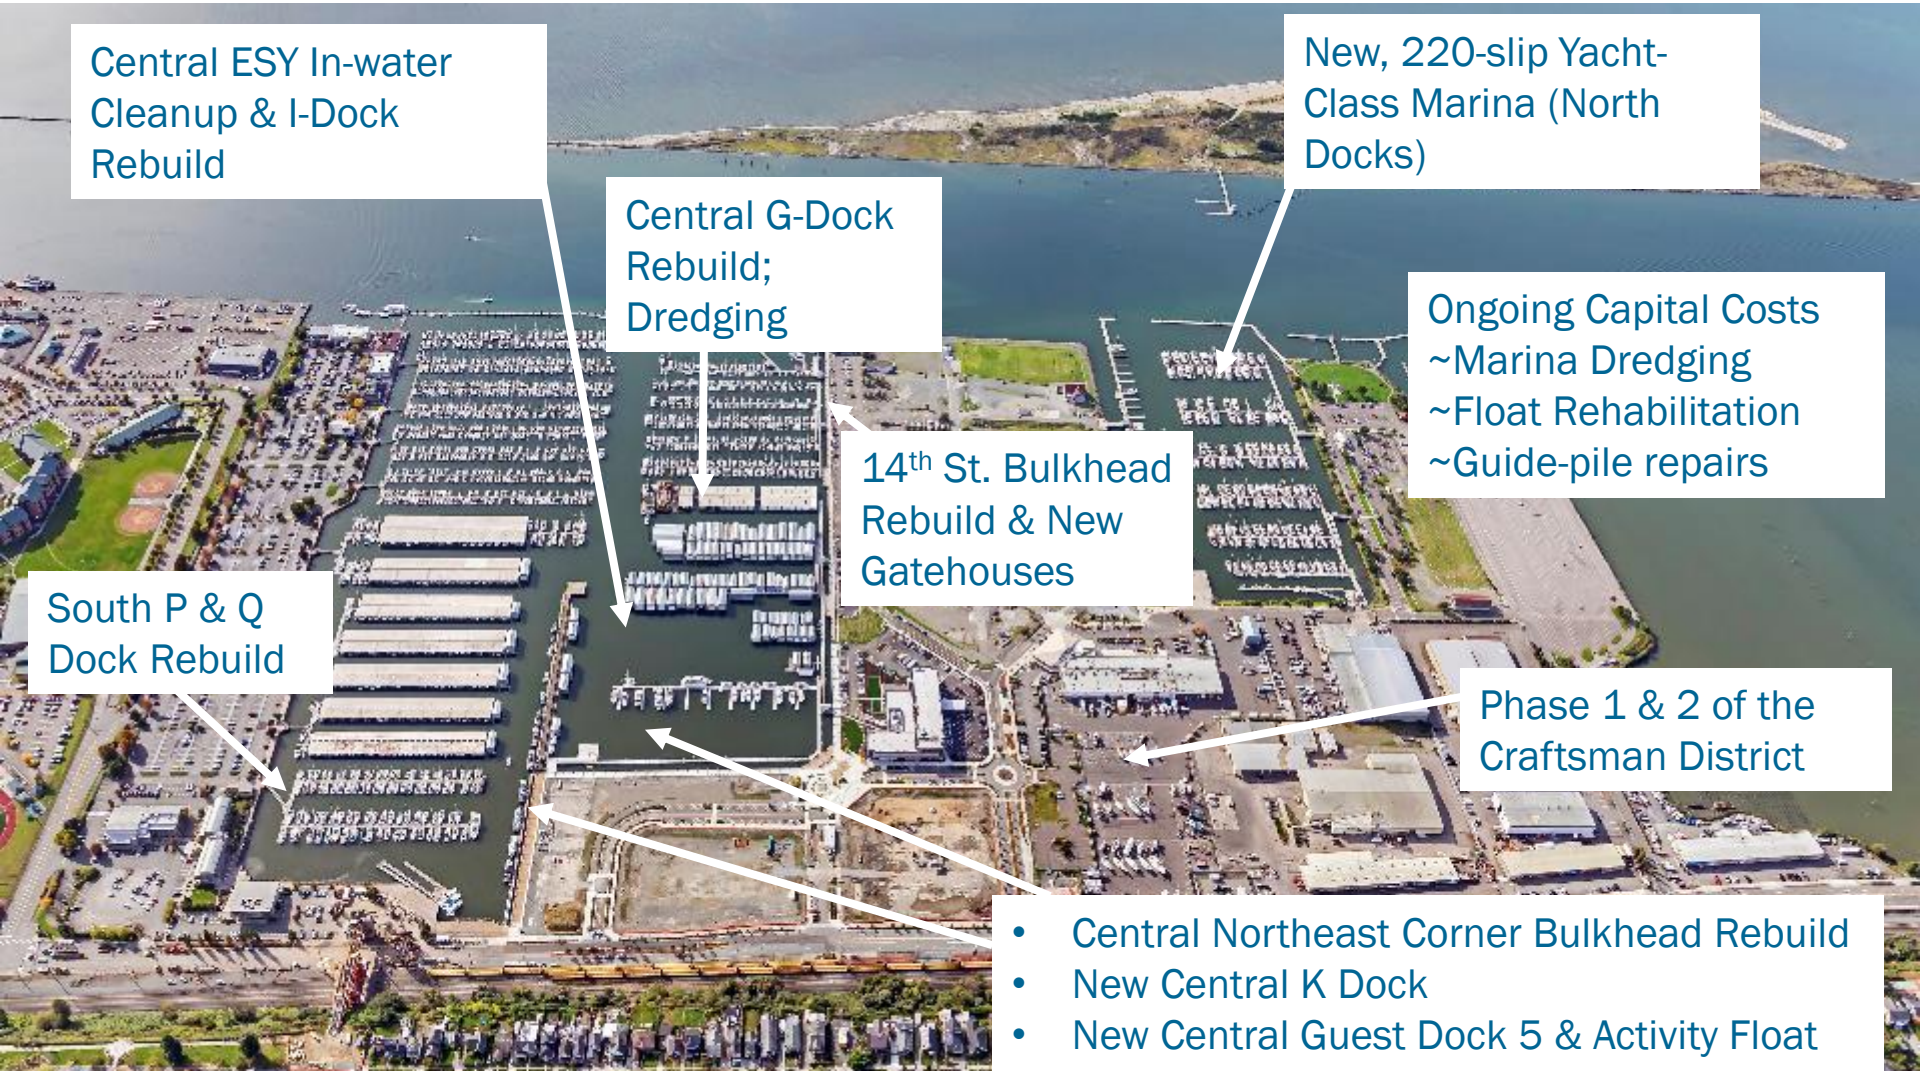 Central ESY In-water
Cleanup & I-Dock
Rebuild
New, 220-slip Yacht-
Class Marina (North
Docks)
Central G-Dock
Rebuild;
Dredging
Ongoing Capital Costs
~Marina Dredging
~Float Rehabilitation
~Guide-pile repairs
14th St. Bulkhead
Rebuild & New
Gatehouses
South P & Q
Dock Rebuild
Phase 1 & 2 of the
Craftsman District
• Central Northeast Corner Bulkhead Rebuild
• New Central K Dock
• New Central Guest Dock 5 & Activity Float